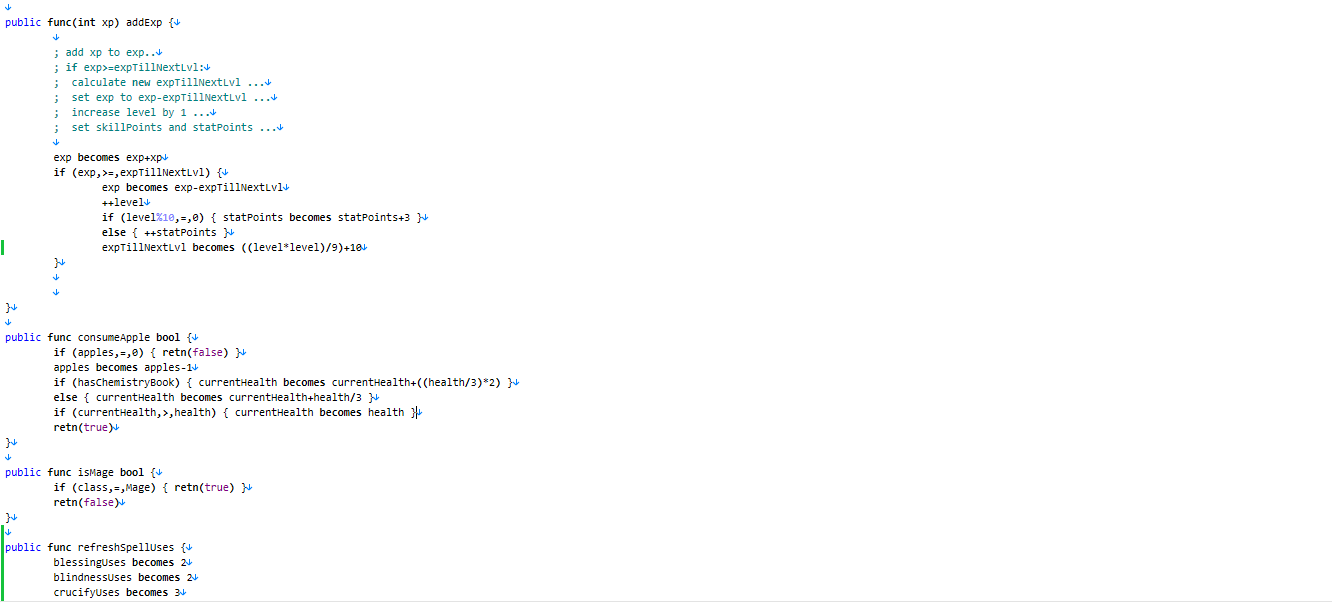 public func(int xp) addExp {
; add xp to exp..
; if exp>=expTillNextLvl:
;  calculate new expTillNextLvl ...
;  set exp to exp-expTillNextLvl ...
;  increase level by 1 ...
;  set skillPoints and statPoints ...
exp becomes exp+xp
if (exp,>=,expTillNextLvl) {
exp becomes exp-expTillNextLvl
++level
if (level%10,=,0) { statPoints becomes statPoints+3 }
else { ++statPoints }
expTillNextLvl becomes ((level*level)/9)+10
}
}
public func consumeApple bool {
if (apples,=,0) { retn(false) }
apples becomes apples-1
if (hasChemistryBook) { currentHealth becomes currentHealth+((health/3)*2) }
else { currentHealth becomes currentHealth+health/3 }
if (currentHealth,>,health) { currentHealth becomes health }
retn(true)
}
public func isMage bool {
if (class,=,Mage) { retn(true) }
retn(false)
}
public func refreshSpellUses {
blessingUses becomes 2
blindnessUses becomes 2
crucifyUses becomes 3